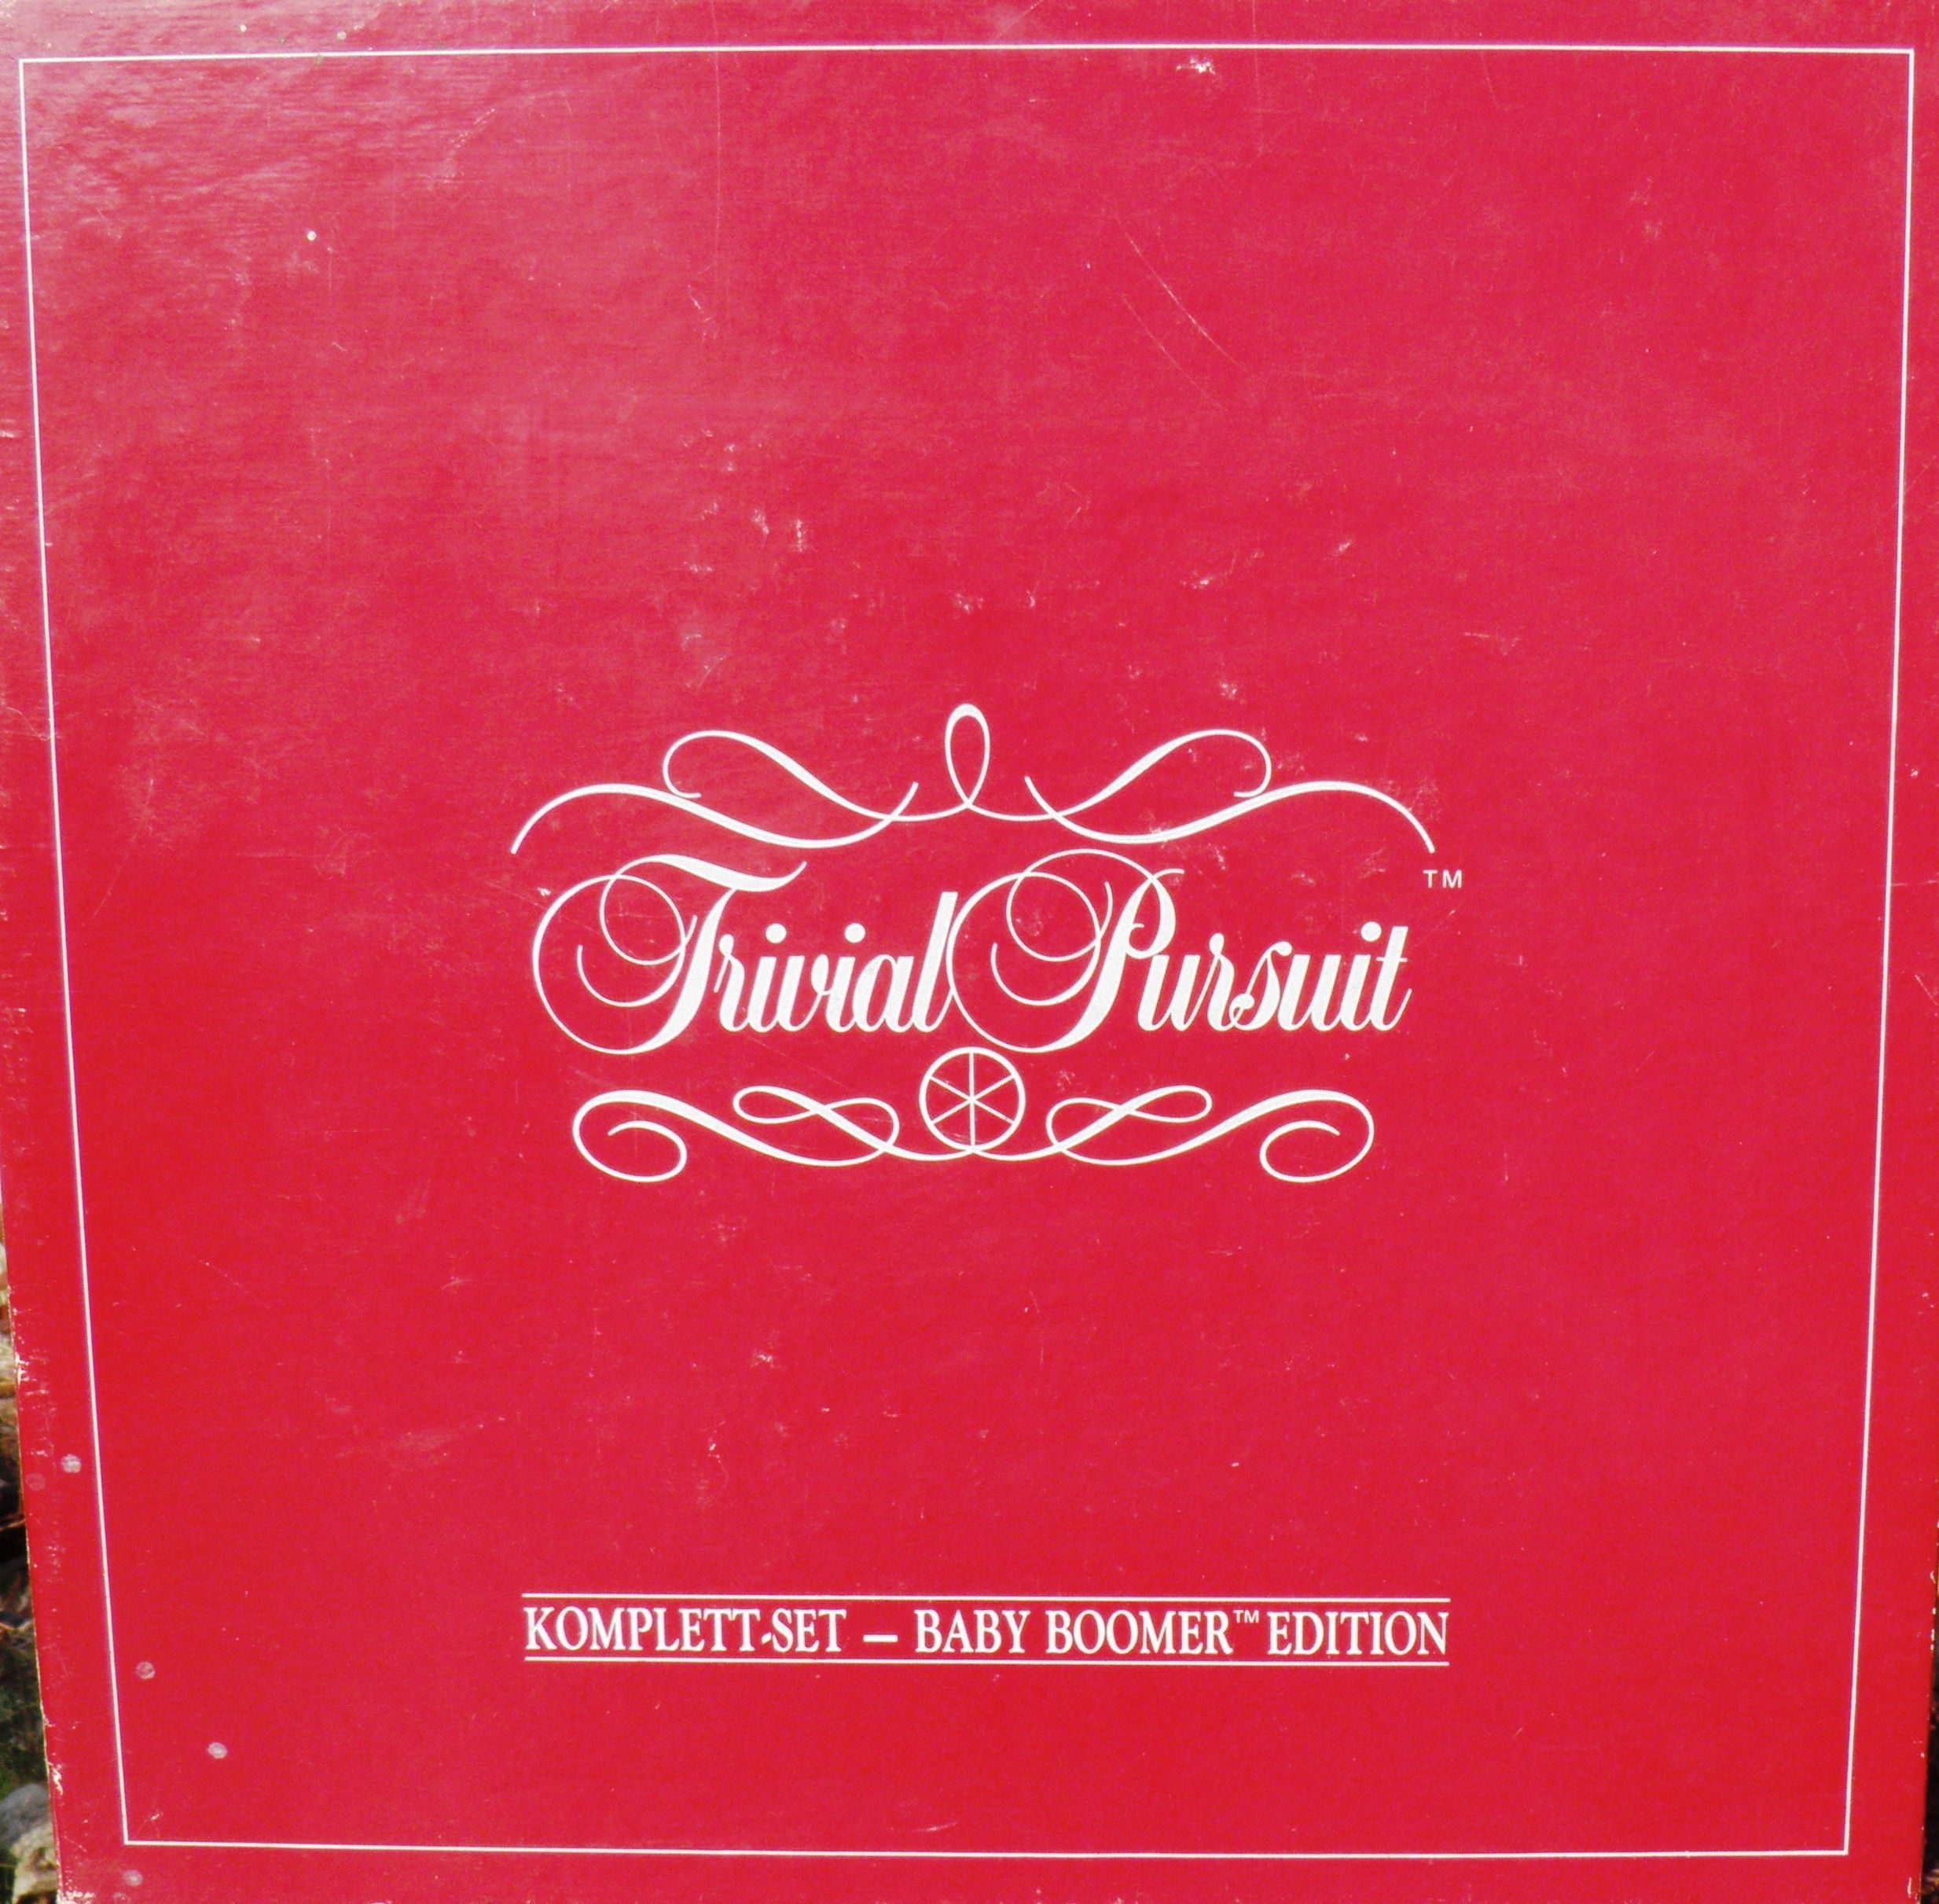 Trivial Pursuit™
KOMPLETT-SET – BABY BOOMER™ EDITION